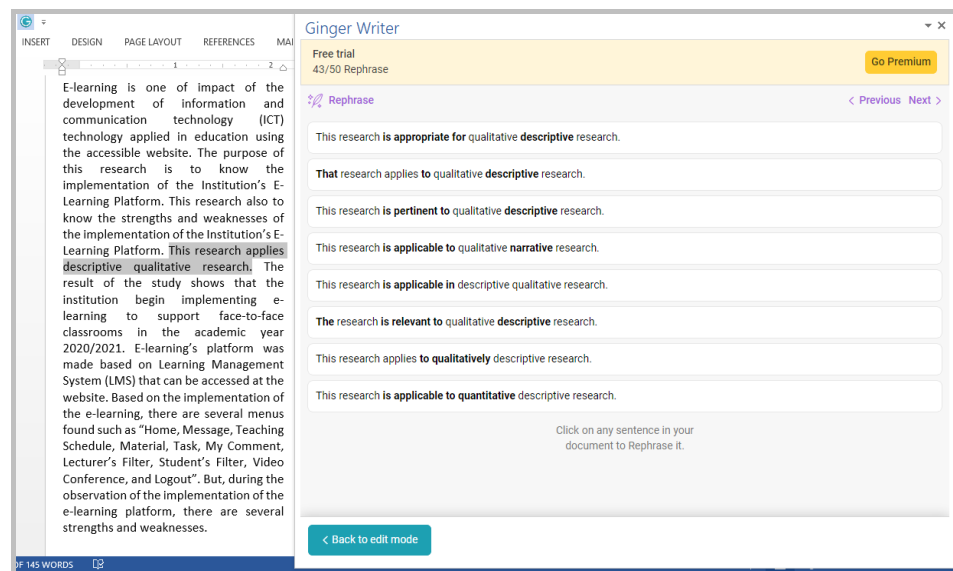 Ginger Writer
INSERT DESIGN PAGE LAYOUT REFERENCES MAI
1 2
Free trial
43/50 Rephrase
Go Premium
Rephrase
Previous Next
E-learning is one of impact of the
development of information and
communication technology (ICT)
technology applied in education using
the accessible website. The purpose of
this research is to know the
implementation of the Institution's E-
Learning Platform. This research also to
know the strengths and weaknesses of
the implementation of the Institution's E-
Learning Platform. This research applies
descriptive qualitative research. The
result of the study shows that the
institution begin implementing e-
learning to support face-to-face
classrooms in the academic year
2020/2021. E-learning's platform was
made based on Learning Management
System (LMS) that can be accessed at the
website. Based on the implementation of
the e-learning, there are several menus
found such as "Home, Message, Teaching
Schedule, Material, Task, My Comment,
Lecturer's Filter, Student's Filter, Video
Conference, and Logout". But, during the
observation of the implementation of the
e-learning platform, there are several
strengths and weaknesses.
This research is appropriate for qualitative descriptive research.
That research applies to qualitative descriptive research.
This research is pertinent to qualitative descriptive research.
This research is applicable to qualitative narrative research.
This research is applicable in descriptive qualitative research.
The research is relevant to qualitative descriptive research.
This research applies to qualitatively descriptive research.
This research is applicable to quantitative descriptive research.
Click on any sentence in your
document to Rephrase it.
Back to edit mode
OF 145 WORDS